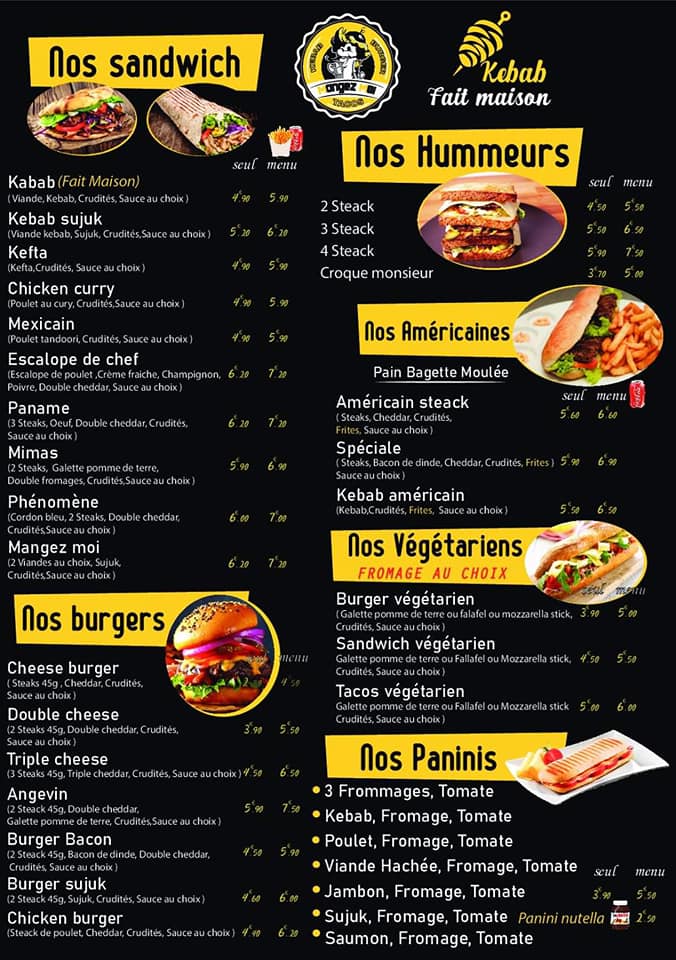 Nos sandwich
KEBAB BURGER
Mangez Moi
TACOS
Kebab
Fait maison
seul menu
Kabab (Fait Maison)
( Viande, Kebab, Crudités, Sauce au choix ) 4€90 5€90
Kebab sujuk
(Viande kebab, Sujuk, Crudités,Sauce au choix ) 5€20 6€20
Kefta
(Kefta,Crudités, Sauce au choix ) 4€90 5€90
Chicken curry
(Poulet au cury, Crudités,Sauce au choix ) 4€90 5€90
Mexicain
(Poulet tandoori, Crudités, Sauce au choix ) 4€90 5€90
Escalope de chef
(Escalope de poulet ,Crème fraiche, Champignon, 6€20 7€20
Poivre, Double cheddar, Sauce au choix )
Paname
(3 Steaks, Oeuf, Double cheddar, Crudités, 6€20 7€20
Sauce au choix )
Mimas
(2 Steaks, Galette pomme de terre, 5€90 6€90
Double fromages, Crudités,Sauce au choix )
Phénomène
(Cordon bleu, 2 Steaks, Double cheddar, 6€00 7€00
Crudités,Sauce au choix )
Mangez moi
(2 Viandes au choix, Sujuk, 6€20 7€20
Crudités,Sauce au choix )
Nos burgers
menu
Cheese burger
( Steaks 45g , Cheddar, Crudités, 4€50
Sauce au choix )
Double cheese
(2 Steaks 45g, Double cheddar, Crudités, 3€90 5€50
Sauce au choix )
Triple cheese
(3 Steaks 45g, Triple cheddar, Crudités, Sauce au choix ) 4€50 6€50
Angevin
(2 Steack 45g, Double cheddar, 5€90 7€50
Galette pomme de terre, Crudités,Sauce au choix )
Burger Bacon
(2 Steack 45g, Bacon de dinde, Double cheddar, 4€50 5€90
Crudités, Sauce au choix )
Burger sujuk
(2 Steaks 45g, Sujuk, Crudités, Sauce au choix ) 4€60 6€00
Chicken burger
(Steack de poulet, Cheddar, Crudités, Sauce au choix ) 4€40 6€20
Nos Hummeurs
seul menu
2 Steack 4€50 5€50
3 Steack 5€50 6€50
4 Steack 5€90 7€50
Croque monsieur 3€70 5€00
Nos Américaines
Pain Bagette Moulée
seul menu
Américain steack
( Steaks, Cheddar, Crudités, 5€60 6€60
Frites, Sauce au choix )
Spéciale
( Steaks, Bacon de dinde, Cheddar, Crudités, Frites ) 5€90 6€90
Sauce au choix )
Kebab américain
(Kebab,Crudités, Frites, Sauce au choix ) 5€50 6€50
Nos Végétariens
FROMAGE AU CHOIX
seul menu
Burger végétarien
( Galette pomme de terre ou falafel ou mozzarella stick, 3€90 5€00
Crudités, Sauce au choix )
Sandwich végétarien
Galette pomme de terre ou Fallafel ou Mozzarella stick, 4€50 5€50
Crudités, Sauce au choix )
Tacos végétarien
Galette pomme de terre ou Fallafel ou Mozzarella stick 5€00 6€00
Crudités, Sauce au choix )
Nos Paninis
3 Frommages, Tomate
Kebab, Fromage, Tomate
Poulet, Fromage, Tomate
Viande Hachée, Fromage, Tomate seul menu
Jambon, Fromage, Tomate 3€90 5€50
Sujuk, Fromage, Tomate Panini nutella 2€50
Saumon, Fromage, Tomate